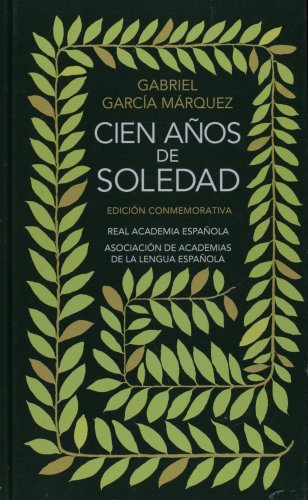 GABRIEL
GARCÍA MÁRQUEZ
CIEN AÑOS
DE
SOLEDAD
EDICIÓN CONMEMORATIVA
REAL ACADEMIA ESPAÑOLA
ASOCIACIÓN DE ACADEMIAS
DE LA LENGUA ESPAÑOLA